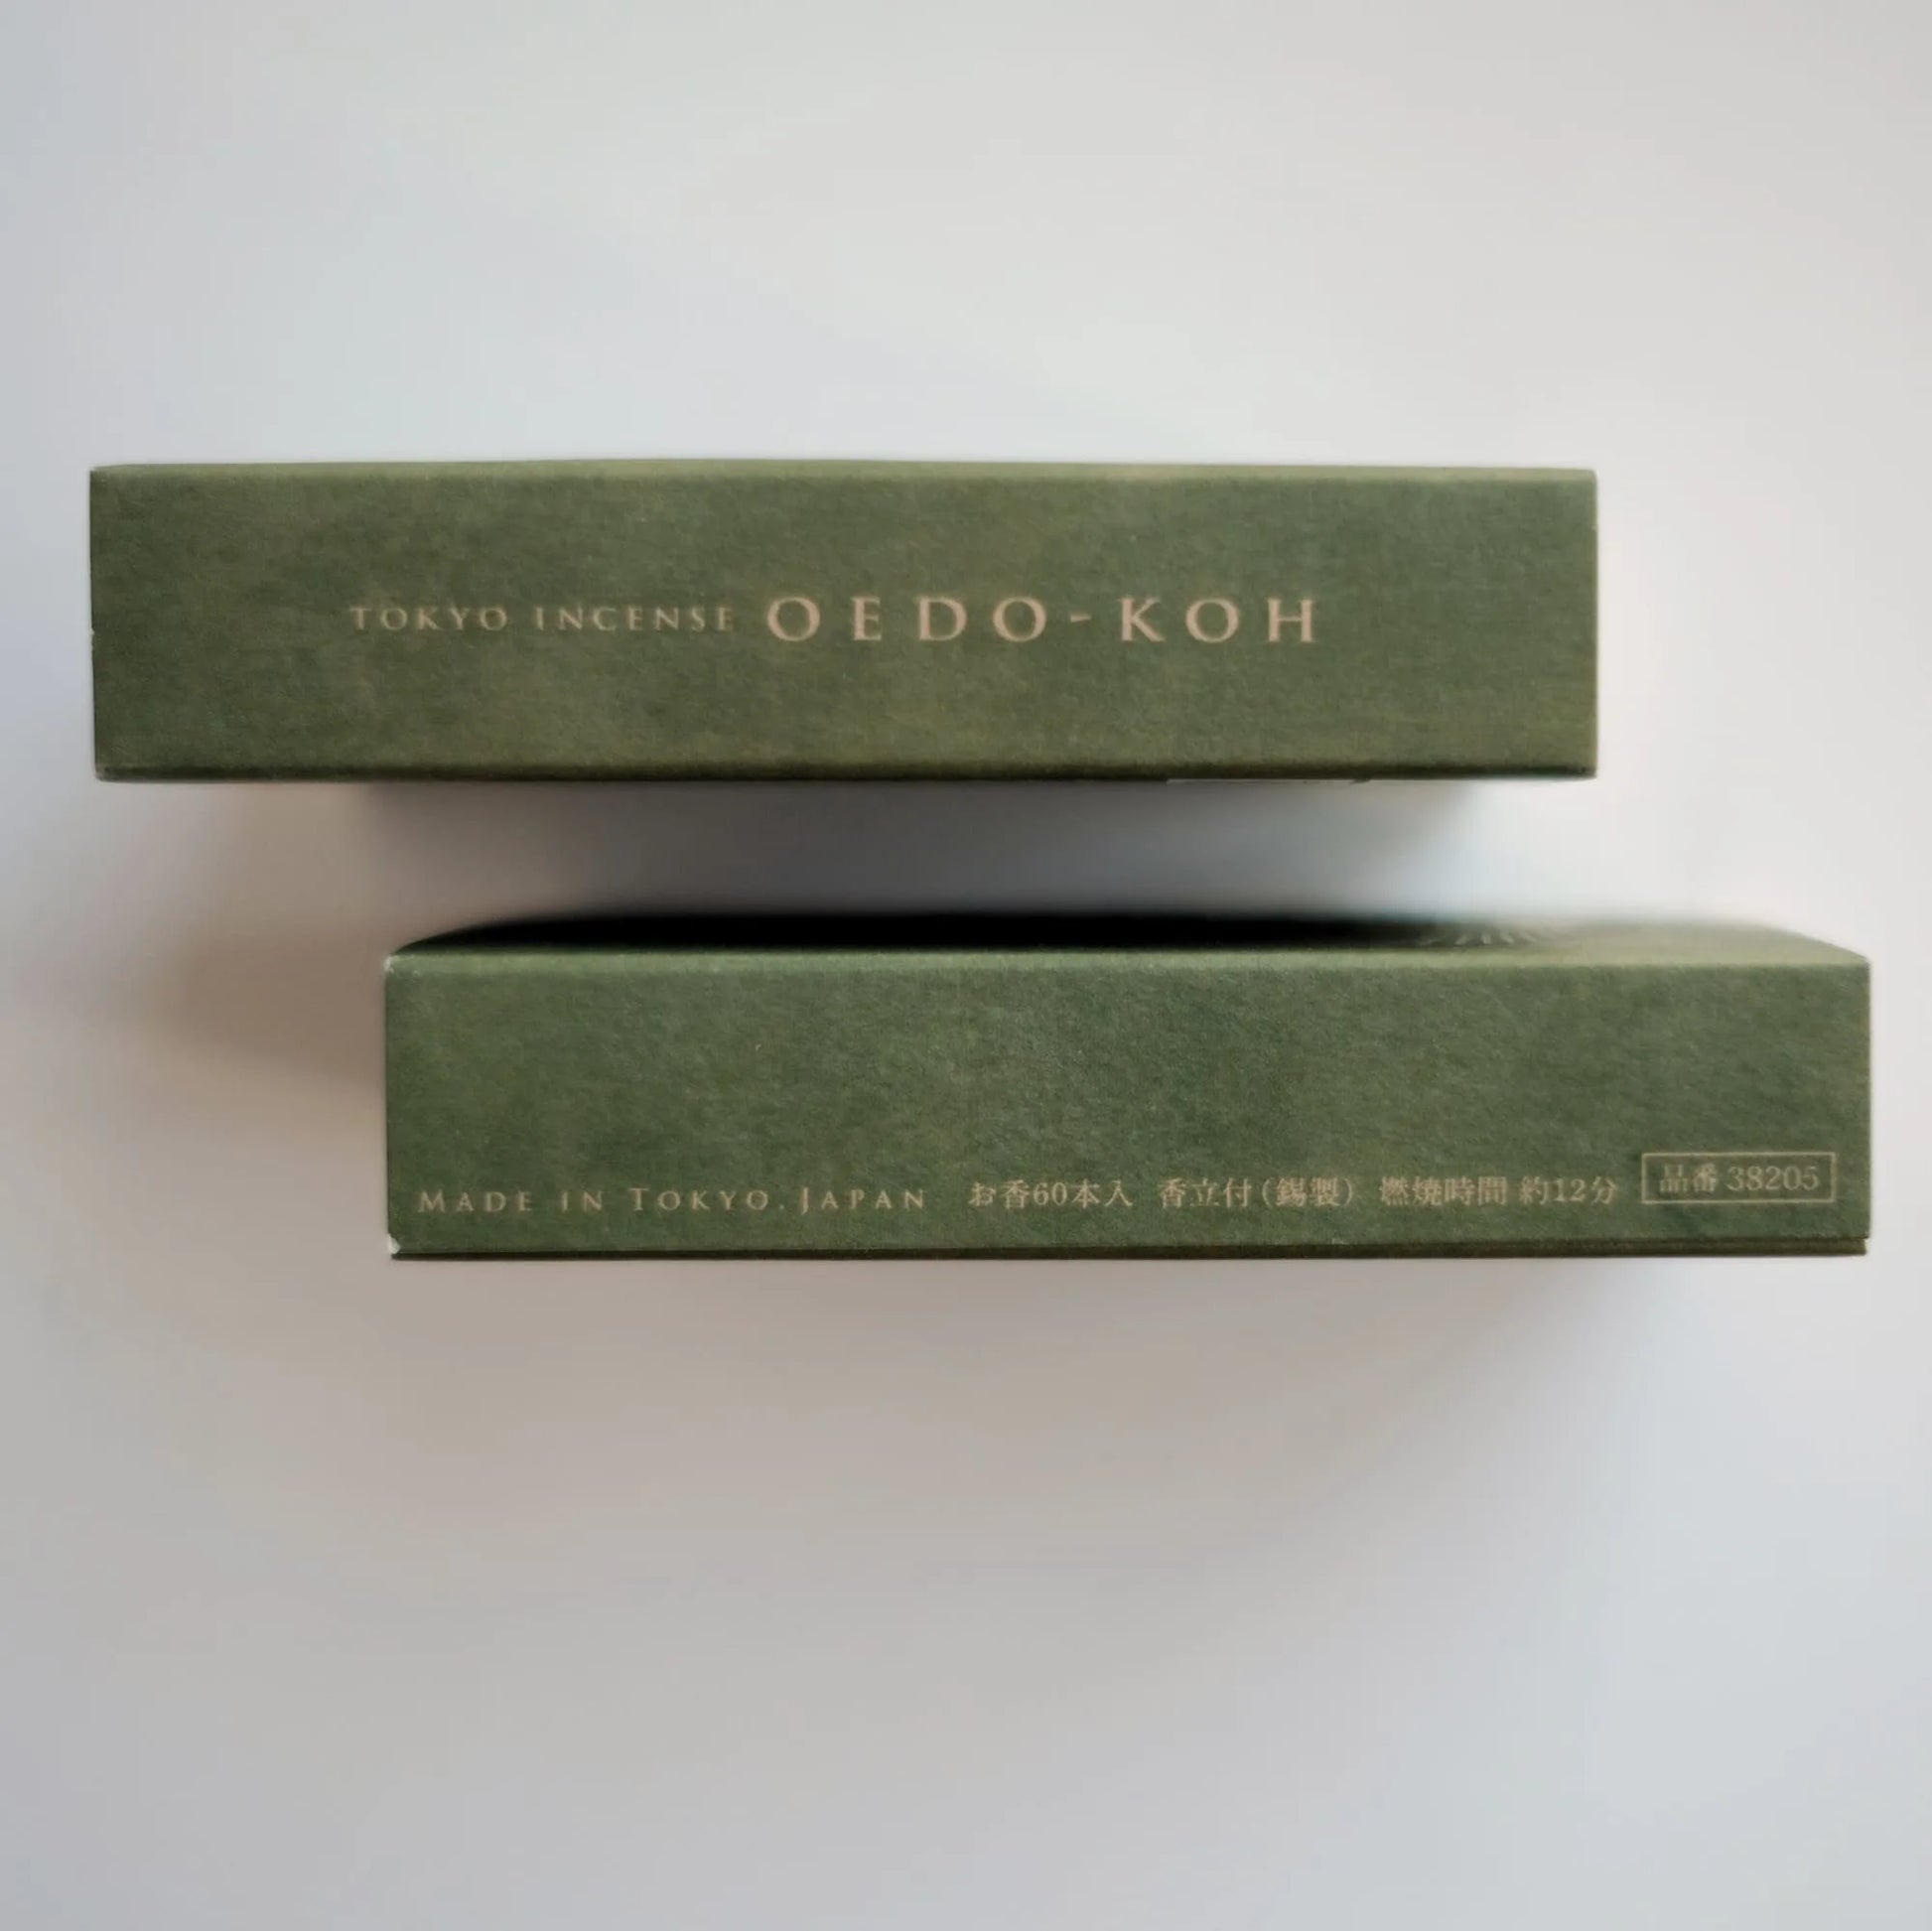 TOKYO INCENSE OEDO-KOH
MADE IN TOKYO, JAPAN お香60本入 香立付(錫製) 燃焼時間 約12分 品番 38205